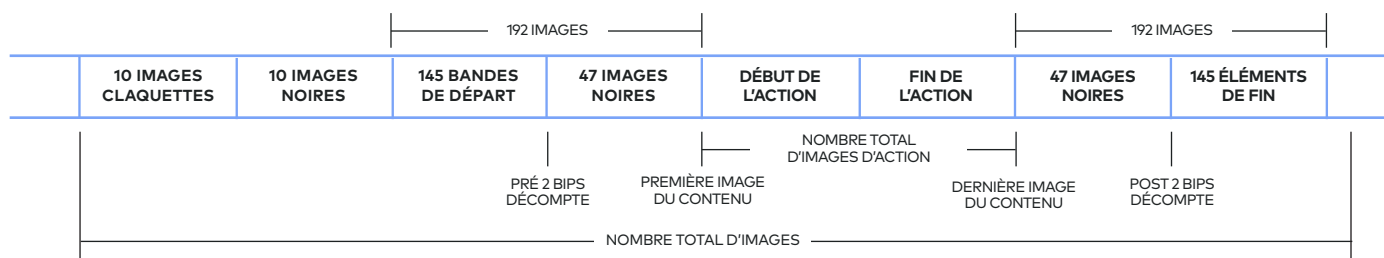 192 IMAGES
192 IMAGES
10 IMAGES
CLAQUETTES
10 IMAGES
NOIRES
145 BANDES
DE DÉPART
47 IMAGES
NOIRES
DÉBUT DE
L'ACTION
FIN DE
L'ACTION
47 IMAGES
NOIRES
145 ÉLÉMENTS
DE FIN
NOMBRE TOTAL
D'IMAGES D'ACTION
PRÉ 2 BIPS
DÉCOMPTE
PREMIÈRE IMAGE
DU CONTENU
DERNIÈRE IMAGE
DU CONTENU
POST 2 BIPS
DÉCOMPTE
NOMBRE TOTAL D'IMAGES